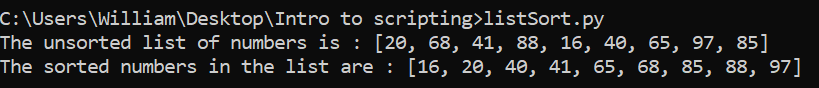 C:\Users\William\Desktop\Intro to scripting>listSort.py
The unsorted list of numbers is : [20, 68, 41, 88, 16, 40, 65, 97, 85]
The sorted numbers in the list are : [16, 20, 40, 41, 65, 68, 85, 88, 97]